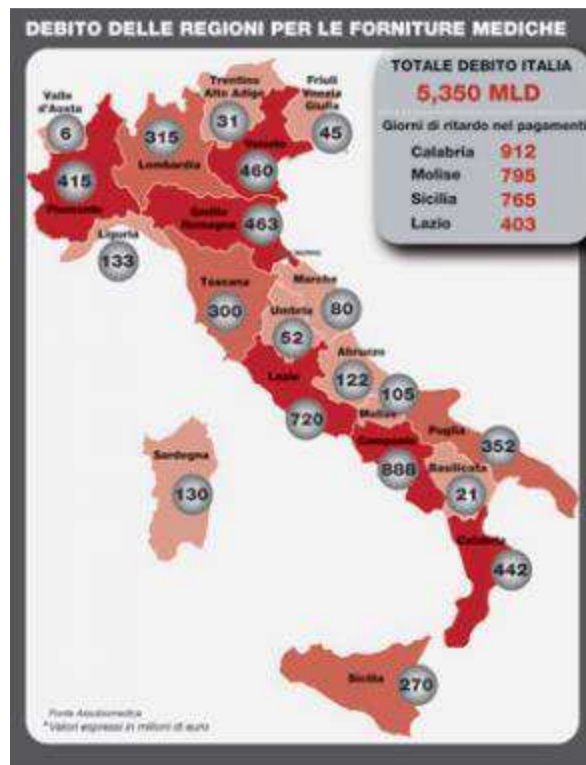 DEBITO DELLE REGIONI PER LE FORNITURE MEDICHE
TOTALE DEBITO ITALIA
5,350 MLD
Giorni di ritardo nel pagamenti
Calabria 912
Molise 795
Sicilia 765
Lazio 403
Valle
d'Aosta
6
Trentino
Alto Adige
31
Friuli
Venezia
Giulia
45
315
Lombardia
Veneto
460
415
Piemonte
Emilia
Romagna
463
Liguria
133
Toscana
300
Marche
80
Umbria
52
Abruzzo
122
105
Molise
Lazio
720
Campania
888
Puglia
352
Basilicata
21
Sardegna
130
Calabria
442
Sicilia
270
Fonte Assobiomedica
*Valori espressi in milioni di euro